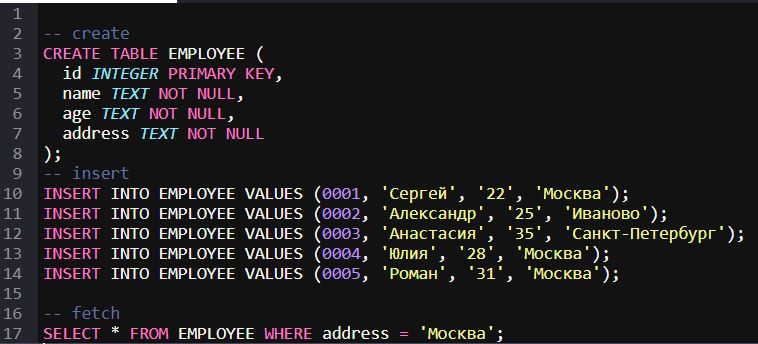 1
2 -- create
3 CREATE TABLE EMPLOYEE (
4   id INTEGER PRIMARY KEY,
5   name TEXT NOT NULL,
6   age TEXT NOT NULL,
7   address TEXT NOT NULL
8 );
9 -- insert
10 INSERT INTO EMPLOYEE VALUES (0001, 'Сергей', '22', 'Москва');
11 INSERT INTO EMPLOYEE VALUES (0002, 'Александр', '25', 'Иваново');
12 INSERT INTO EMPLOYEE VALUES (0003, 'Анастасия', '35', 'Санкт-Петербург');
13 INSERT INTO EMPLOYEE VALUES (0004, 'Юлия', '28', 'Москва');
14 INSERT INTO EMPLOYEE VALUES (0005, 'Роман', '31', 'Москва');
15
16 -- fetch
17 SELECT * FROM EMPLOYEE WHERE address = 'Москва';